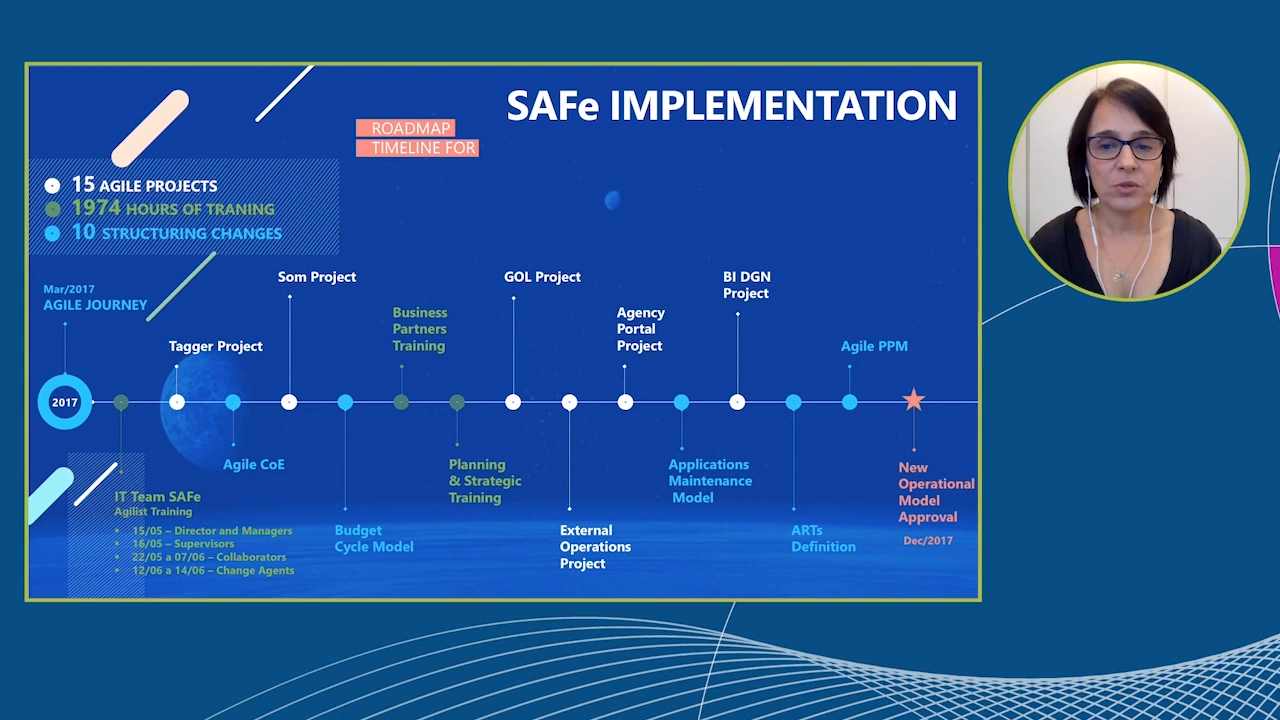 SAFe IMPLEMENTATION
ROADMAP
TIMELINE FOR
15 AGILE PROJECTS
1974 HOURS OF TRANING
10 STRUCTURING CHANGES
Mar/2017
AGILE JOURNEY
2017
IT Team SAFe
Agilist Training
• 15/05 – Director and Managers
• 16/05 – Supervisors
• 22/05 a 07/06 – Collaborators
• 12/06 a 14/06 – Change Agents
Tagger Project
Agile CoE
Som Project
Budget
Cycle Model
Business
Partners
Training
Planning
& Strategic
Training
GOL Project
External
Operations
Project
Agency
Portal
Project
Applications
Maintenance
Model
BI DGN
Project
ARTs
Definition
Agile PPM
New
Operational
Model
Approval
Dec/2017